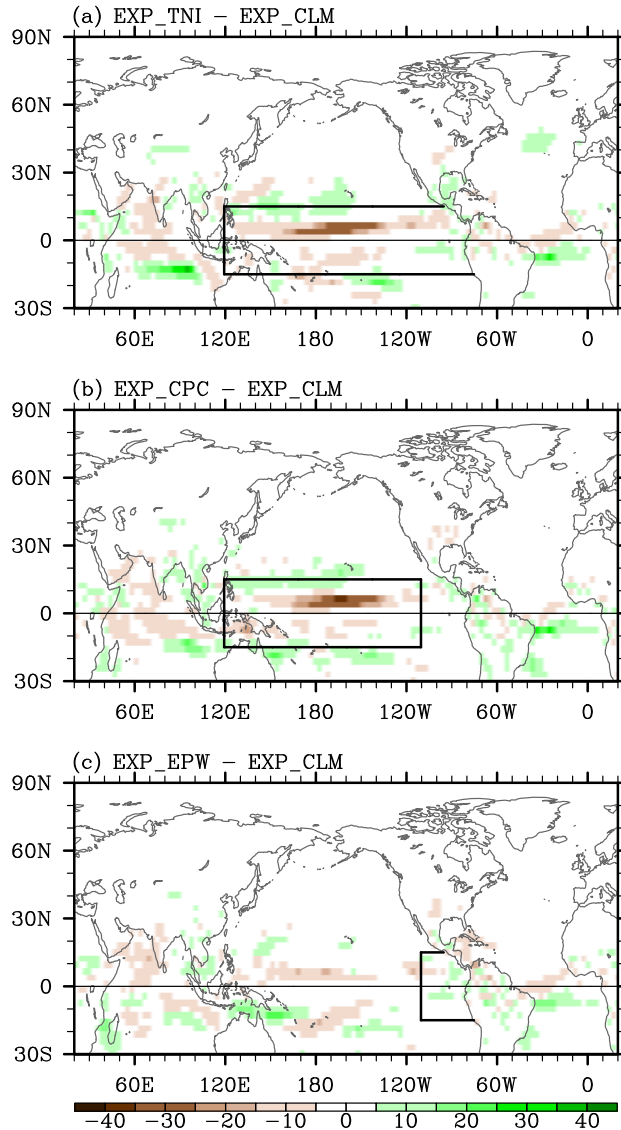 (a) EXP_TNI − EXP_CLM
90N
60N
30N
0
30S
60E 120E 180 120W 60W 0
(b) EXP_CPC − EXP_CLM
90N
60N
30N
0
30S
60E 120E 180 120W 60W 0
(c) EXP_EPW − EXP_CLM
90N
60N
30N
0
30S
60E 120E 180 120W 60W 0
−40 −30 −20 −10 0 10 20 30 40